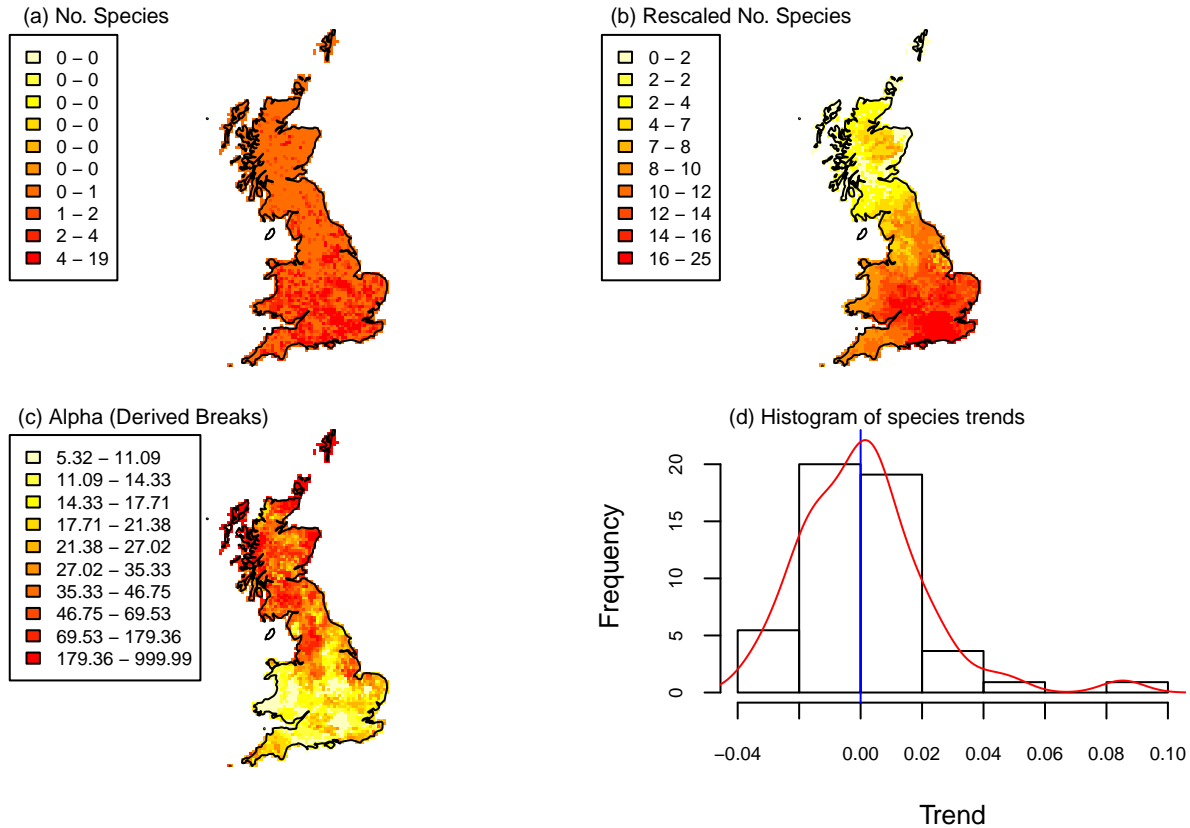 (a) No. Species
0 – 0
0 – 0
0 – 0
0 – 0
0 – 0
0 – 0
0 – 1
1 – 2
2 – 4
4 – 19
(b) Rescaled No. Species
0 – 2
2 – 2
2 – 4
4 – 7
7 – 8
8 – 10
10 – 12
12 – 14
14 – 16
16 – 25
(c) Alpha (Derived Breaks)
5.32 – 11.09
11.09 – 14.33
14.33 – 17.71
17.71 – 21.38
21.38 – 27.02
27.02 – 35.33
35.33 – 46.75
46.75 – 69.53
69.53 – 179.36
179.36 – 999.99
(d) Histogram of species trends
Frequency
20
15
10
5
0
−0.04 0.00 0.02 0.04 0.06 0.08 0.10
Trend